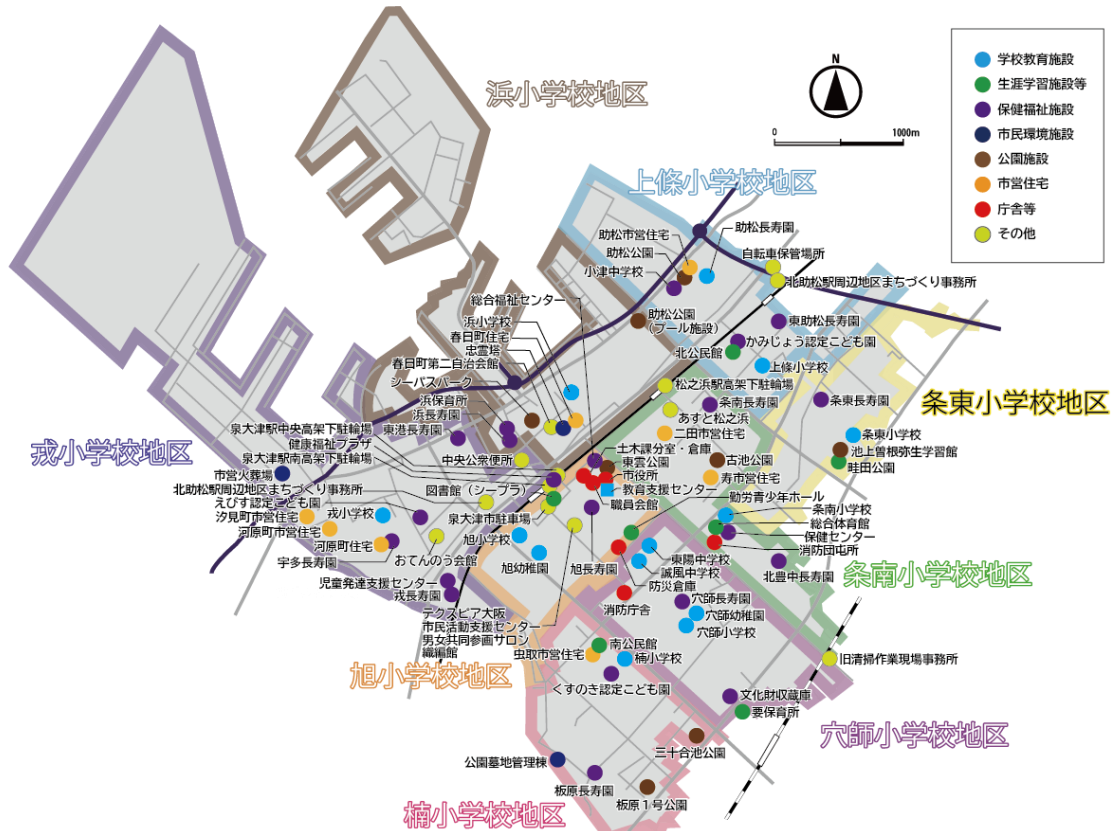 学校教育施設
生涯学習施設等
保健福祉施設
市民環境施設
公園施設
市営住宅
庁舎等
その他
N
0
1000m
浜小学校地区
上條小学校地区
助松市営住宅
助松長寿園
助松公園
小津中学校
自転車保管場所
北助松駅周辺地区まちづくり事務所
総合福祉センター
浜小学校
春日町住宅
忠霊塔
春日町第二自治会館
シーパスパーク
浜保育所
浜長寿園
東港長寿園
助松公園
(プール施設)
東助松長寿園
かみじょう認定こども園
北公民館
上條小学校
松之浜駅高架下駐輪場
条南長寿園
条東長寿園
あすと松之浜
条東小学校地区
二田市営住宅
条東小学校
池上曽根弥生学習館
畦田公園
戎小学校地区
泉大津駅中央高架下駐輪場
健康福祉プラザ
泉大津駅南高架下駐輪場
中央公衆便所
市営火葬場
土木課分室・倉庫
東雲公園
古池公園
市役所
寿市営住宅
教育支援センター
勤労青少年ホール
職員会館
北助松駅周辺地区まちづくり事務所
図書館(シープラ)
えびす認定こども園
汐見町市営住宅
戎小学校
河原町市営住宅
泉大津市駐車場
条南小学校
総合体育館
保健センター
消防団屯所
河原町住宅
旭小学校
宇多長寿園
おてんのう会館
旭幼稚園
旭長寿園
東陽中学校
誠風中学校
防災倉庫
北豊中長寿園
条南小学校地区
児童発達支援センター
戎長寿園
消防庁舎
穴師長寿園
穴師幼稚園
穴師小学校
テクスピア大阪
市民活動支援センター
男女共同参画サロン
織編館
南公民館
虫取市営住宅
楠小学校
旭小学校地区
くすのき認定こども園
旧清掃作業現場事務所
文化財収蔵庫
要保育所
穴師小学校地区
三十合池公園
公園墓地管理棟
板原長寿園
板原1号公園
楠小学校地区